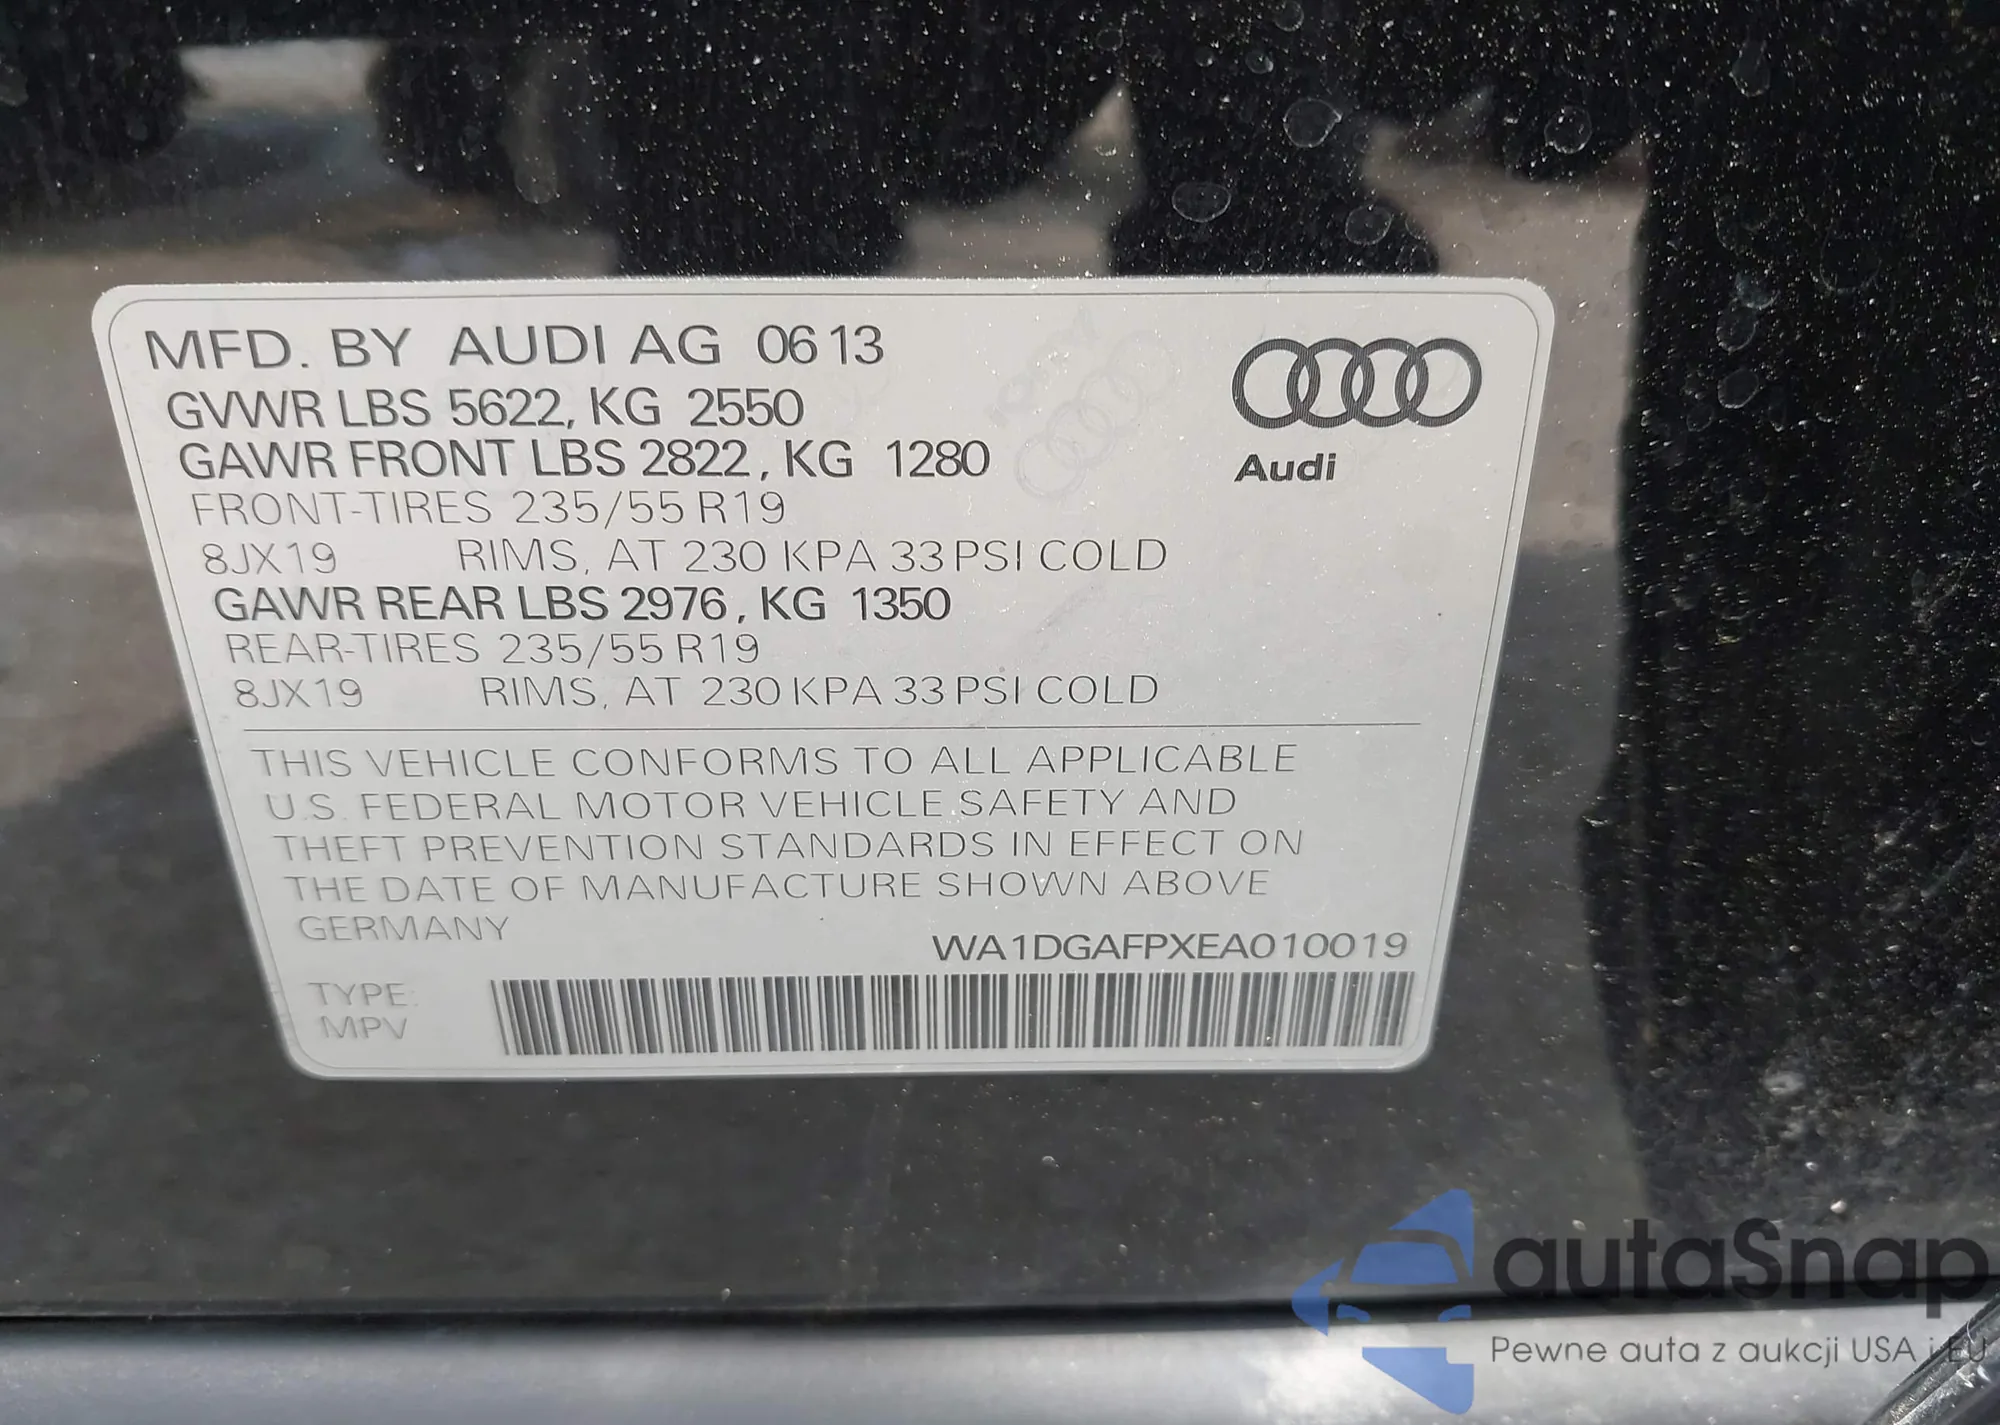 MFD. BY AUDI AG 06 13
GVWR LBS 5622, KG 2550
GAWR FRONT LBS 2822, KG 1280
FRONT-TIRES 235/55 R19
8JX19 RIMS, AT 230 KPA 33 PSI COLD
GAWR REAR LBS 2976, KG 1350
REAR-TIRES 235/55 R19
8JX19 RIMS, AT 230 KPA 33 PSI COLD
Audi
THIS VEHICLE CONFORMS TO ALL APPLICABLE
U.S. FEDERAL MOTOR VEHICLE SAFETY AND
THEFT PREVENTION STANDARDS IN EFFECT ON
THE DATE OF MANUFACTURE SHOWN ABOVE
GERMANY
WA1DGAFPXEA010019
TYPE:
MPV
autaSnap
Pewne auta z aukcji USA i EU